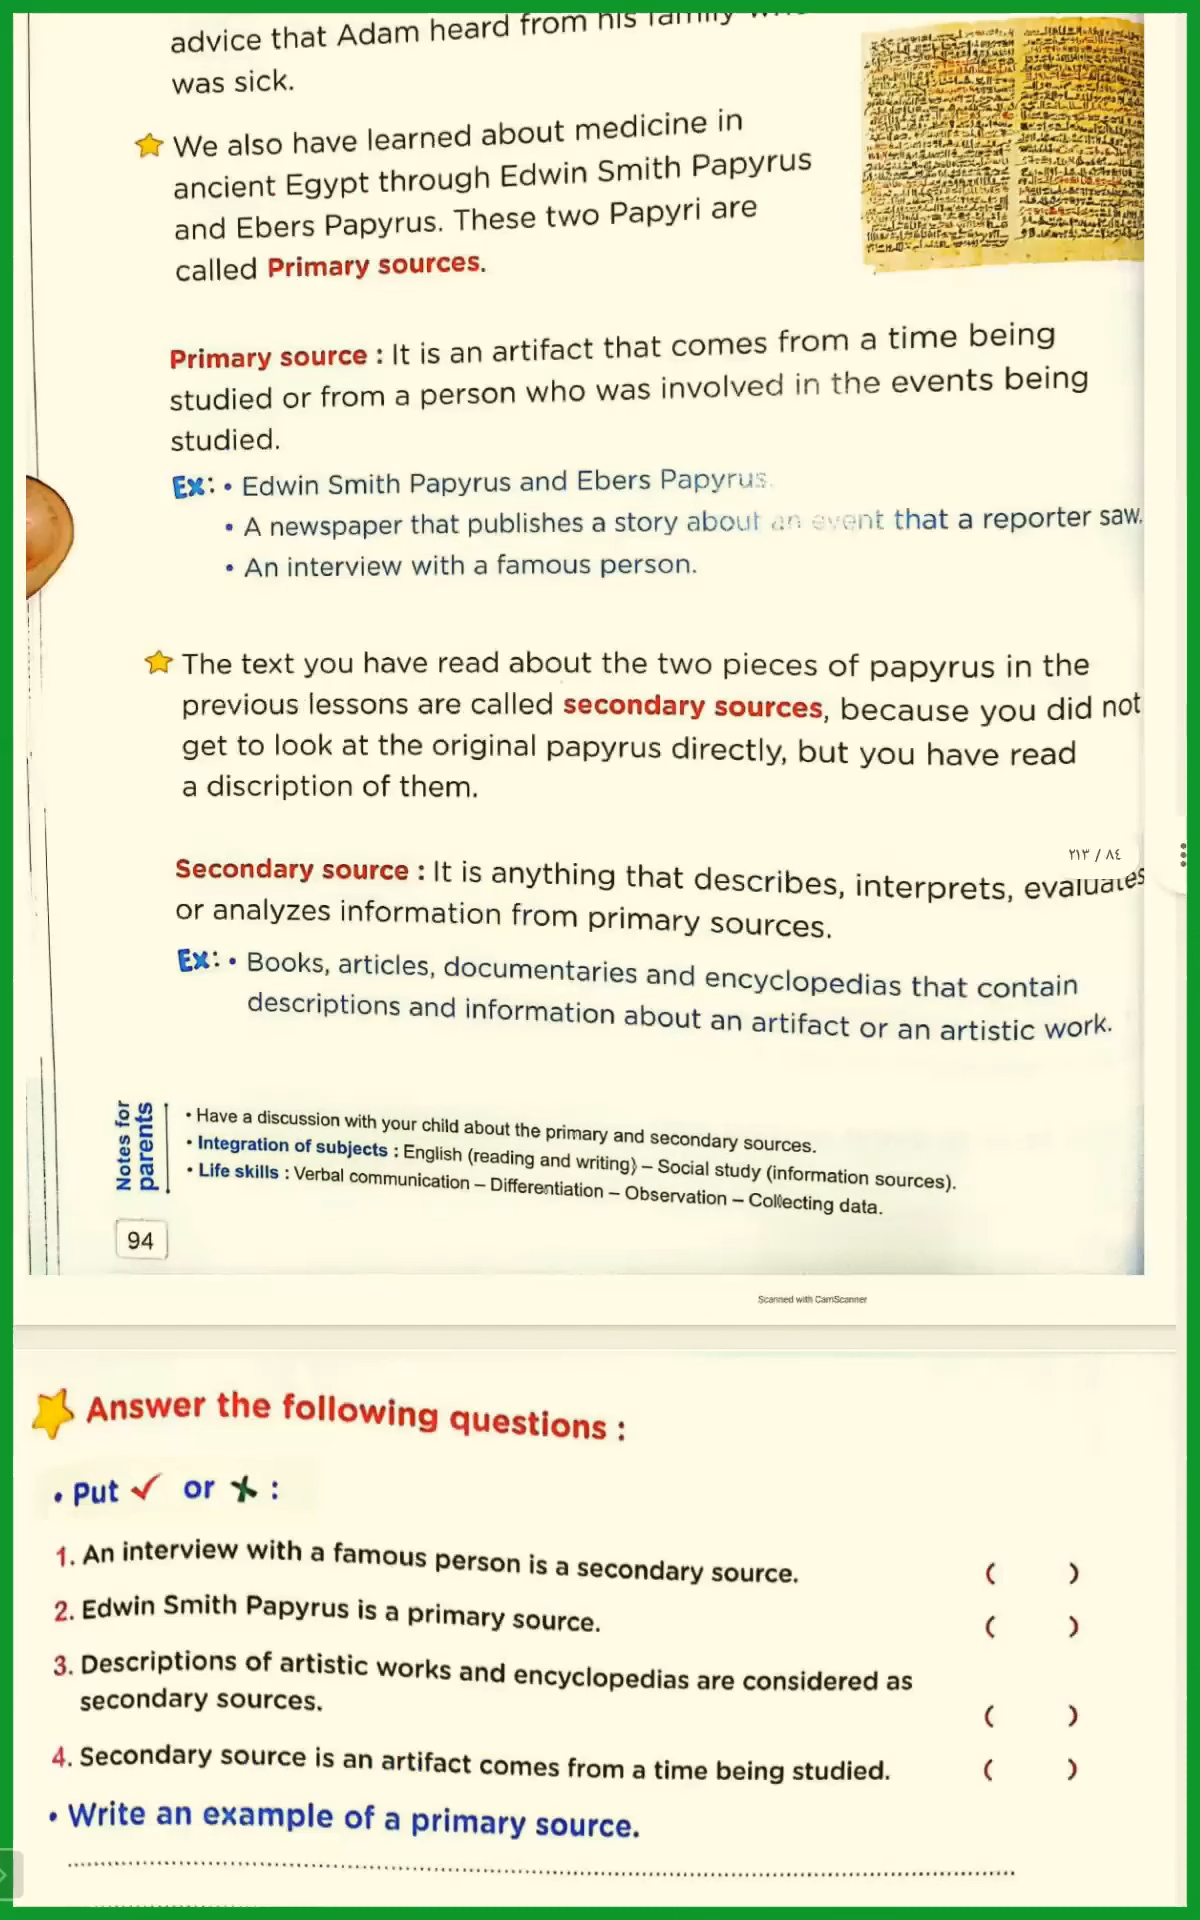 advice that Adam heard from his family
was sick.
We also have learned about medicine in
ancient Egypt through Edwin Smith Papyrus
and Ebers Papyrus. These two Papyri are
called Primary sources.
Primary source : It is an artifact that comes from a time being
studied or from a person who was involved in the events being
studied.
Ex: • Edwin Smith Papyrus and Ebers Papyrus.
• A newspaper that publishes a story about an event that a reporter saw.
• An interview with a famous person.
The text you have read about the two pieces of papyrus in the
previous lessons are called secondary sources, because you did not
get to look at the original papyrus directly, but you have read
a discription of them.
٢١٣ / ٨٤
Secondary source : It is anything that describes, interprets, evaluates
or analyzes information from primary sources.
Ex: • Books, articles, documentaries and encyclopedias that contain
descriptions and information about an artifact or an artistic work.
Notes for
parents
• Have a discussion with your child about the primary and secondary sources.
• Integration of subjects : English (reading and writing) – Social study (information sources).
• Life skills : Verbal communication – Differentiation – Observation – Collecting data.
94
Scanned with CamScanner
Answer the following questions :
• Put ✓ or ✗ :
1. An interview with a famous person is a secondary source. ( )
2. Edwin Smith Papyrus is a primary source. ( )
3. Descriptions of artistic works and encyclopedias are considered as
secondary sources. ( )
4. Secondary source is an artifact comes from a time being studied. ( )
• Write an example of a primary source.